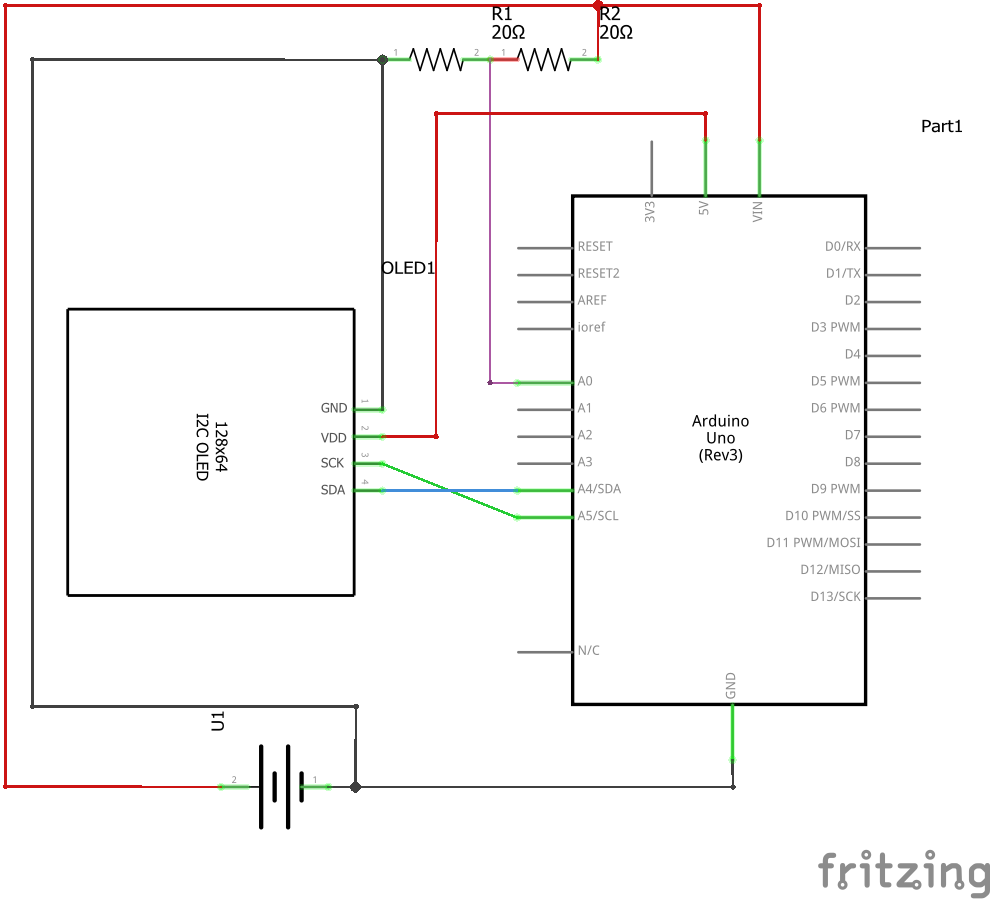 R1
20Ω
R2
20Ω
1
2
1
2
Part1
3V3
5V
VIN
OLED1
RESET
RESET2
AREF
ioref
A0
A1
A2
A3
A4/SDA
A5/SCL
N/C
Arduino
Uno
(Rev3)
D0/RX
D1/TX
D2
D3 PWM
D4
D5 PWM
D6 PWM
D7
D8
D9 PWM
D10 PWM/SS
D11 PWM/MOSI
D12/MISO
D13/SCK
GND
128x64
I2C OLED
GND
VDD
SCK
SDA
1
2
3
4
U1
2
1
fritzing